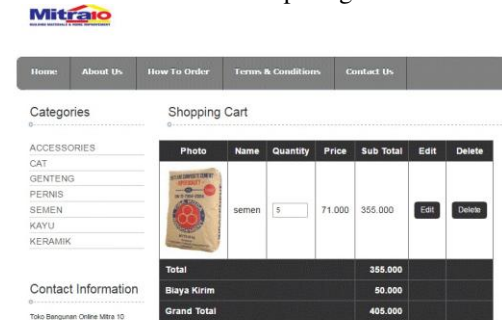 Mitra10
Home About Us How To Order Terms & Conditions Contact Us
Categories
ACCESSORIES
CAT
GENTENG
PERNIS
SEMEN
KAYU
KERAMIK
Contact Information
Toko Bangunan Online Mitra 10
Shopping Cart
Photo Name Quantity Price Sub Total Edit Delete
semen 5 71.000 355.000 Edit Delete
Total 355.000
Biaya Kirim 50.000
Grand Total 405.000